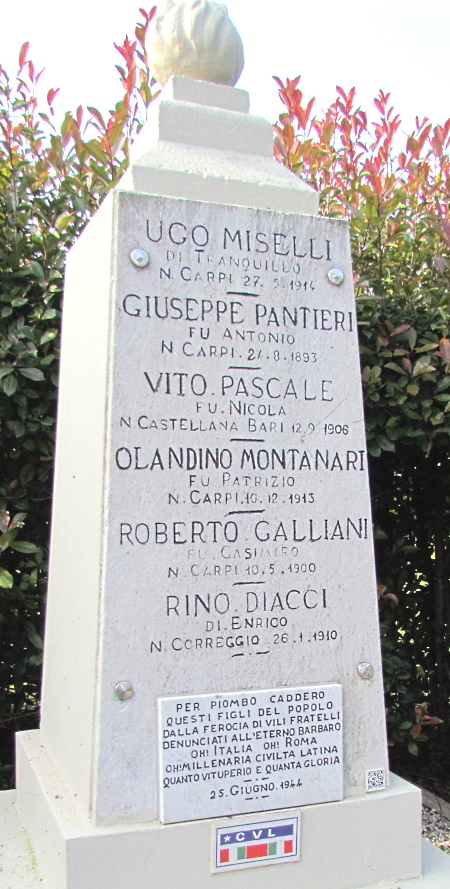 UGO MISELLI
DI TRANQUILLO
N. CARPI 27. 5. 1914
GIUSEPPE PANTIERI
FU ANTONIO
N. CARPI. 24. 8. 1893
VITO. PASCALE
FU. NICOLA
N. CASTELLANA BARI 12. 9. 1906
OLANDINO MONTANARI
FU PATRIZIO
N. CARPI. 10. 12. 1913
ROBERTO. GALLIANI
FU.
N. CARPI. 10. 5. 1900
RINO. DIACCI
DI. ENRICO
N. CORREGGIO. 26. 1. 1910
PER PIOMBO CADDERO
QUESTI FIGLI DEL POPOLO
DALLA FEROCIA DI VILI FRATELLI
DENUNCIATI ALL'ETERNO BARBARO
OH! ITALIA OH! ROMA
OH! MILLENARIA CIVILTA LATINA
QUANTO VITUPERIO E QUANTA GLORIA
25. GIUGNO. 1944
CVL